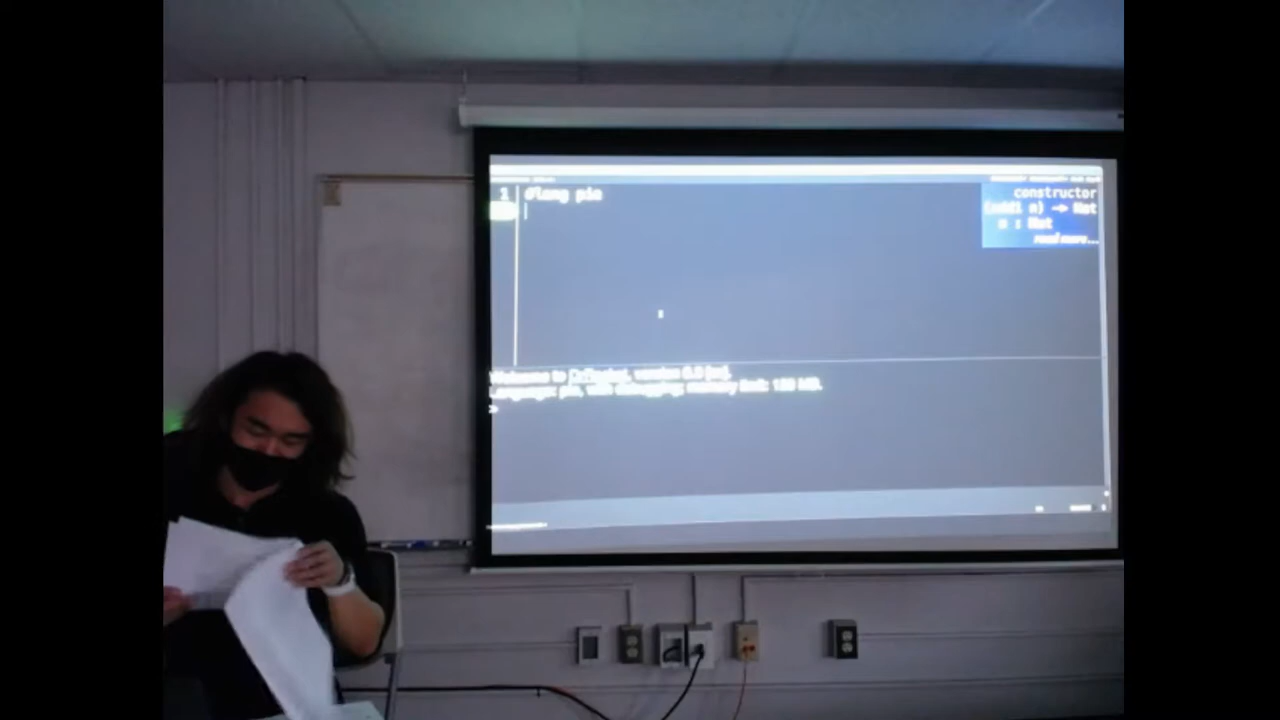 1 #lang pie
constructor
(add1 n) → Nat
n : Nat
read more...
Welcome to DrRacket, version 8.3 [cs].
Language: pie, with debugging; memory limit: 128 MB.
>